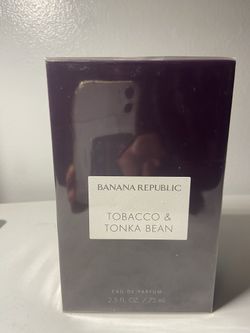 BANANA REPUBLIC
TOBACCO &
TONKA BEAN
EAU DE PARFUM
2.5 FL. OZ. / 75 mL